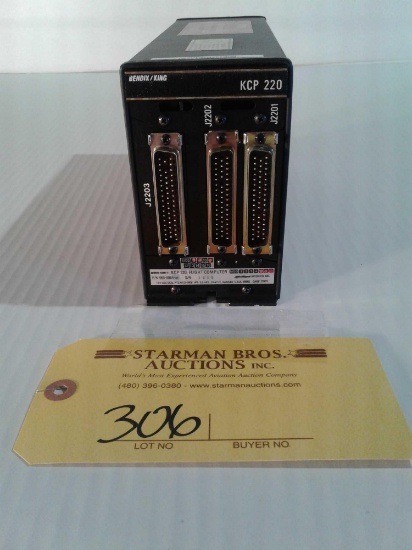 BENDIX/KING
KCP 220
J2203
J2202
J2201
KCP 220 FLIGHT COMPUTER
S/N
STARMAN BROS.
AUCTIONS INC.
World's Most Experienced Aviation Auction Company
(480) 396-0380 - www.starmanauctions.com
306
LOT NO
BUYER NO.